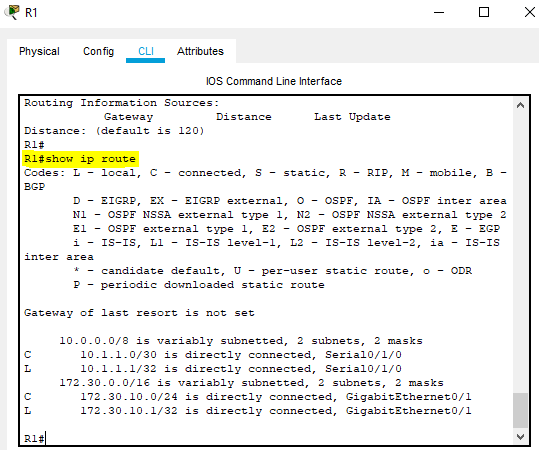 R1
Physical Config CLI Attributes
IOS Command Line Interface
Routing Information Sources:
Gateway Distance Last Update
Distance: (default is 120)
R1#
R1#show ip route
Codes: L - local, C - connected, S - static, R - RIP, M - mobile, B -
BGP
D - EIGRP, EX - EIGRP external, O - OSPF, IA - OSPF inter area
N1 - OSPF NSSA external type 1, N2 - OSPF NSSA external type 2
E1 - OSPF external type 1, E2 - OSPF external type 2, E - EGP
i - IS-IS, L1 - IS-IS level-1, L2 - IS-IS level-2, ia - IS-IS
inter area
* - candidate default, U - per-user static route, o - ODR
P - periodic downloaded static route
Gateway of last resort is not set
10.0.0.0/8 is variably subnetted, 2 subnets, 2 masks
C 10.1.1.0/30 is directly connected, Serial0/1/0
L 10.1.1.1/32 is directly connected, Serial0/1/0
172.30.0.0/16 is variably subnetted, 2 subnets, 2 masks
C 172.30.10.0/24 is directly connected, GigabitEthernet0/1
L 172.30.10.1/32 is directly connected, GigabitEthernet0/1
R1#